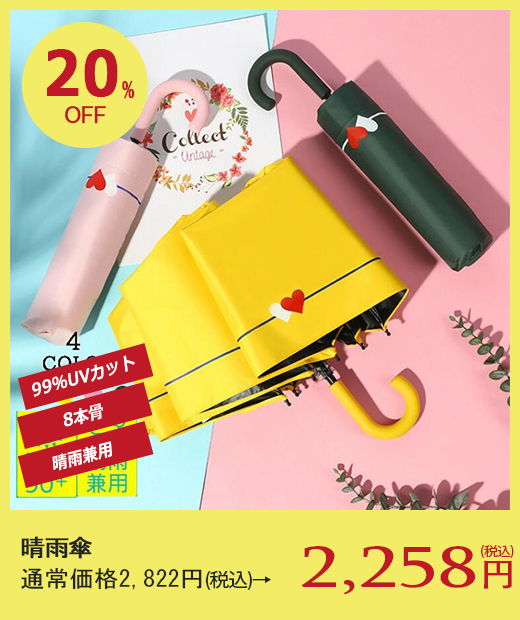 20%
OFF
Collect
- Vintage -
4
99%UVカット
8本骨
晴雨兼用
兼用
晴雨傘
通常価格2,822円(税込)→
2,258円(税込)